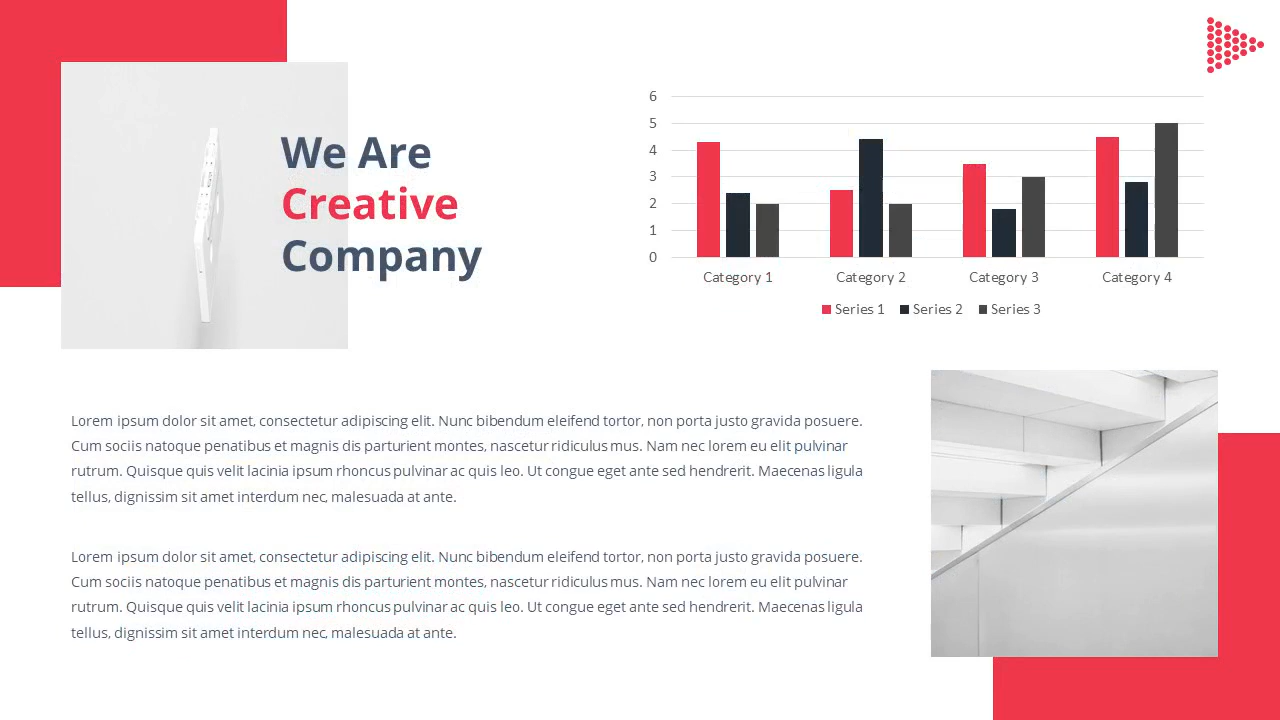 We Are
Creative
Company
6
5
4
3
2
1
0
Category 1 Category 2 Category 3 Category 4
Series 1 Series 2 Series 3
Lorem ipsum dolor sit amet, consectetur adipiscing elit. Nunc bibendum eleifend tortor, non porta justo gravida posuere.
Cum sociis natoque penatibus et magnis dis parturient montes, nascetur ridiculus mus. Nam nec lorem eu elit pulvinar
rutrum. Quisque quis velit lacinia ipsum rhoncus pulvinar ac quis leo. Ut congue eget ante sed hendrerit. Maecenas ligula
tellus, dignissim sit amet interdum nec, malesuada at ante.
Lorem ipsum dolor sit amet, consectetur adipiscing elit. Nunc bibendum eleifend tortor, non porta justo gravida posuere.
Cum sociis natoque penatibus et magnis dis parturient montes, nascetur ridiculus mus. Nam nec lorem eu elit pulvinar
rutrum. Quisque quis velit lacinia ipsum rhoncus pulvinar ac quis leo. Ut congue eget ante sed hendrerit. Maecenas ligula
tellus, dignissim sit amet interdum nec, malesuada at ante.